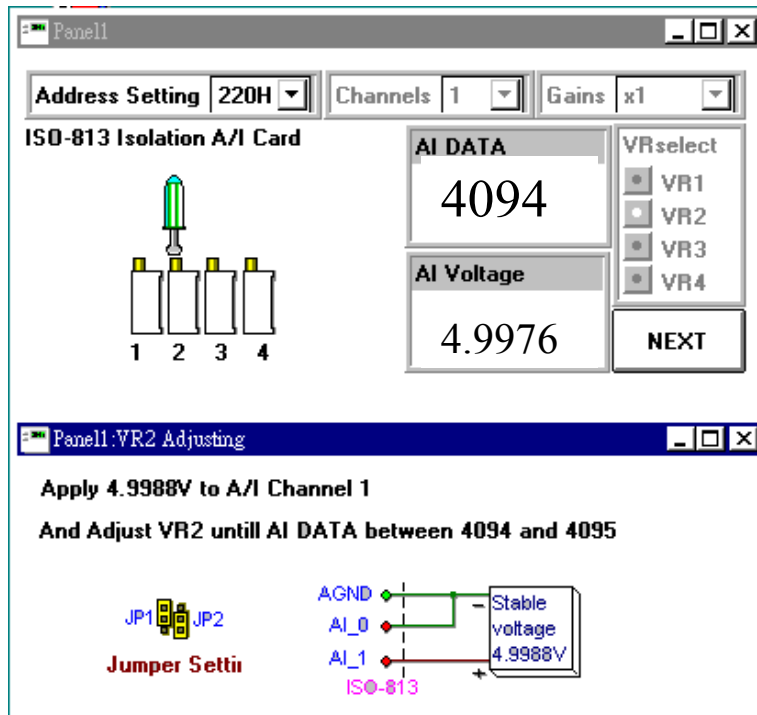 Panel1
Address Setting 220H Channels 1 Gains x1
ISO-813 Isolation A/I Card
AI DATA
4094
VRselect
VR1
VR2
VR3
VR4
AI Voltage
4.9976
NEXT
1 2 3 4
Panel1:VR2 Adjusting
Apply 4.9988V to A/I Channel 1
And Adjust VR2 untill AI DATA between 4094 and 4095
JP1 JP2
Jumper Settin
AGND
AI_0
AI_1
ISO-813
Stable
voltage
4.9988V